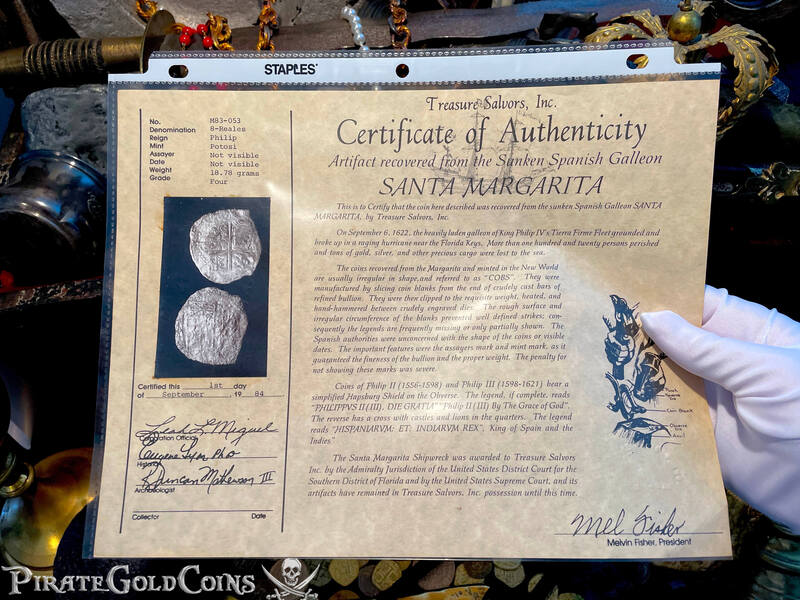 STAPLES
No. M83-053
Denomination 8-Reales
Reign Philip
Mint Potosi
Assayer Not visible
Date Not visible
Weight 18.78 grams
Grade Four
Certified this 1st day
of September 19 84
Corporation Official
Eugene Lyon PhD
Historian
R. Duncan Mathewson III
Archaeologist
Collector Date
Treasure Salvors, Inc.
Certificate of Authenticity
Artifact recovered from the Sunken Spanish Galleon
SANTA MARGARITA
This is to Certify that the coin here described was recovered from the sunken Spanish Galleon SANTA
MARGARITA, by Treasure Salvors, Inc.
On September 6, 1622, the heavily laden galleon of King Philip IV's Tierra Firme Fleet grounded and
broke up in a raging hurricane near the Florida Keys. More than one hundred and twenty persons perished
and tons of gold, silver, and other precious cargo were lost to the sea.
The coins recovered from the Margarita and minted in the New World
are usually irregular in shape,and referred to as "COBS". They were
manufactured by slicing coin blanks from the end of crudely cast bars of
refined bullion. They were then clipped to the requisite weight, heated, and
hand-hammered between crudely engraved dies. The rough surface and
irregular circumference of the blanks prevented well defined strikes; con-
sequently the legends are frequently missing or only partially shown. The
Spanish authorities were unconcerned with the shape of the coins or visible
dates. The important features were the assayers mark and mint mark, as it
guaranteed the fineness of the bullion and the proper weight. The penalty for
not showing these marks was severe.
Coins of Philip II (1556-1598) and Philip III (1598-1621) bear a
simplified Hapsburg Shield on the Obverse. The legend, if complete, reads
"PHILIPPVS II (III). DIE GRATIA" "Philip II (III) By The Grace of God".
The reverse has a cross with castles and lions in the quarters. The legend
reads "HISPANIARVM: ET: INDIARVM REX", King of Spain and the
Indies."
The Santa Margarita Shipwreck was awarded to Treasure Salvors
Inc. by the Admiralty Jurisdiction of the United States District Court for the
Southern District of Florida and by the United States Supreme Court, and its
artifacts have remained in Treasure Salvors, Inc. possession until this time.
Coin Blank
Obverse
Die
Anvil
Mel Fisher
Melvin Fisher, President
PIRATEGOLDCOINS